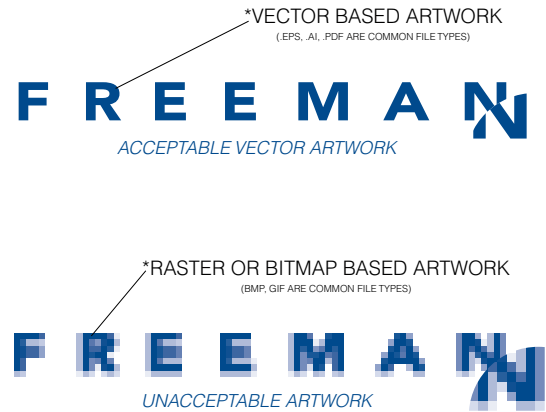 *VECTOR BASED ARTWORK
(.EPS, .AI, .PDF ARE COMMON FILE TYPES)
FREEMAN
ACCEPTABLE VECTOR ARTWORK
*RASTER OR BITMAP BASED ARTWORK
(BMP, GIF ARE COMMON FILE TYPES)
FREEMAN
UNACCEPTABLE ARTWORK